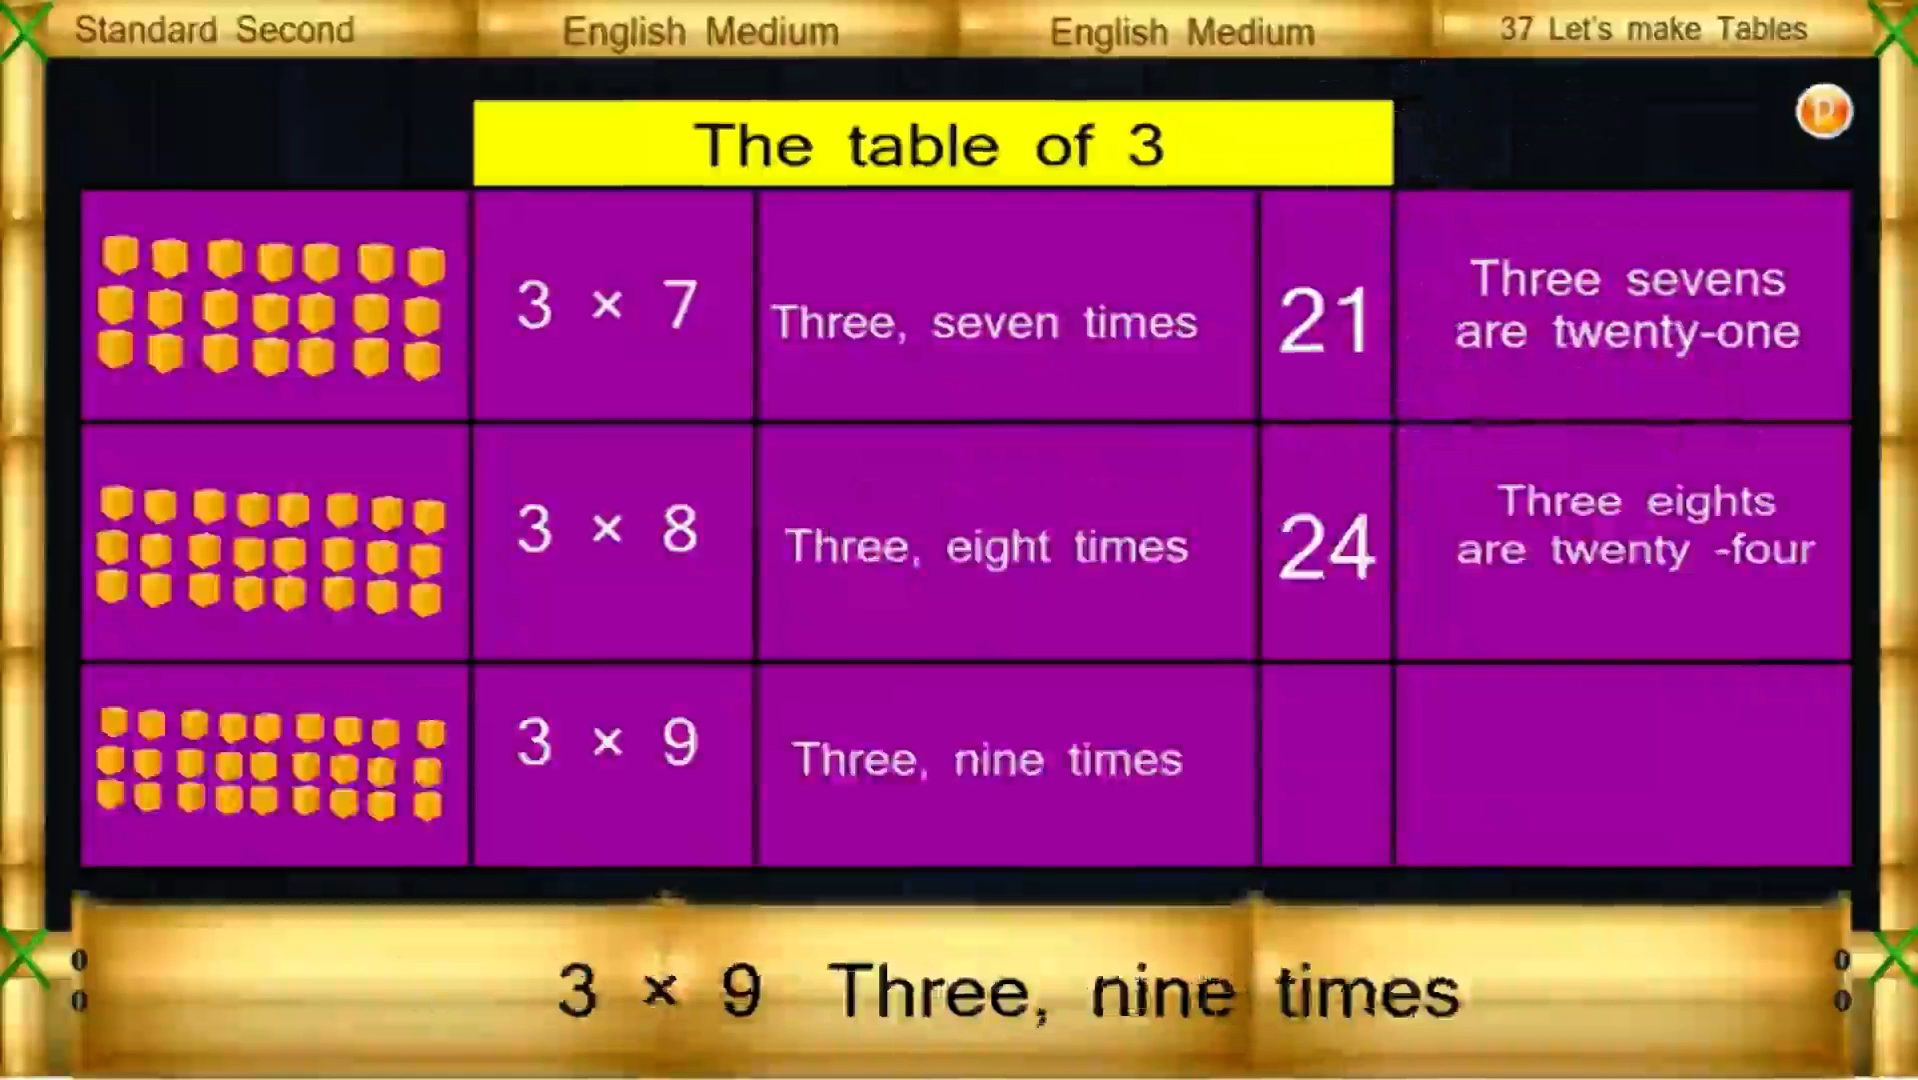 Standard Second
English Medium
English Medium
37 Let's make Tables
D
The table of 3
3 × 7
Three, seven times
21
Three sevens
are twenty-one
3 × 8
Three, eight times
24
Three eights
are twenty -four
3 × 9
Three, nine times
3 × 9 Three, nine times